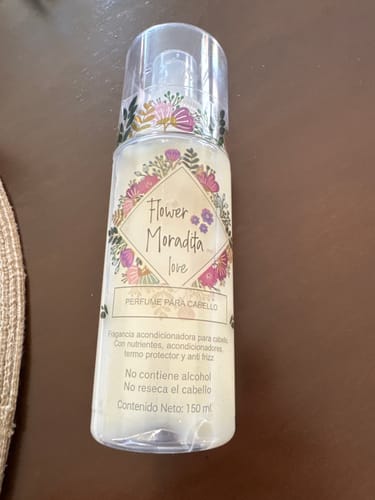 Flower
Moradita
love
PERFUME PARA CABELLO
Fragancia acondicionadora para cabello
Con nutrientes, acondicionadores,
termo protector y anti frizz
No contiene alcohol
No reseca el cabello
Contenido Neto: 150 ml.